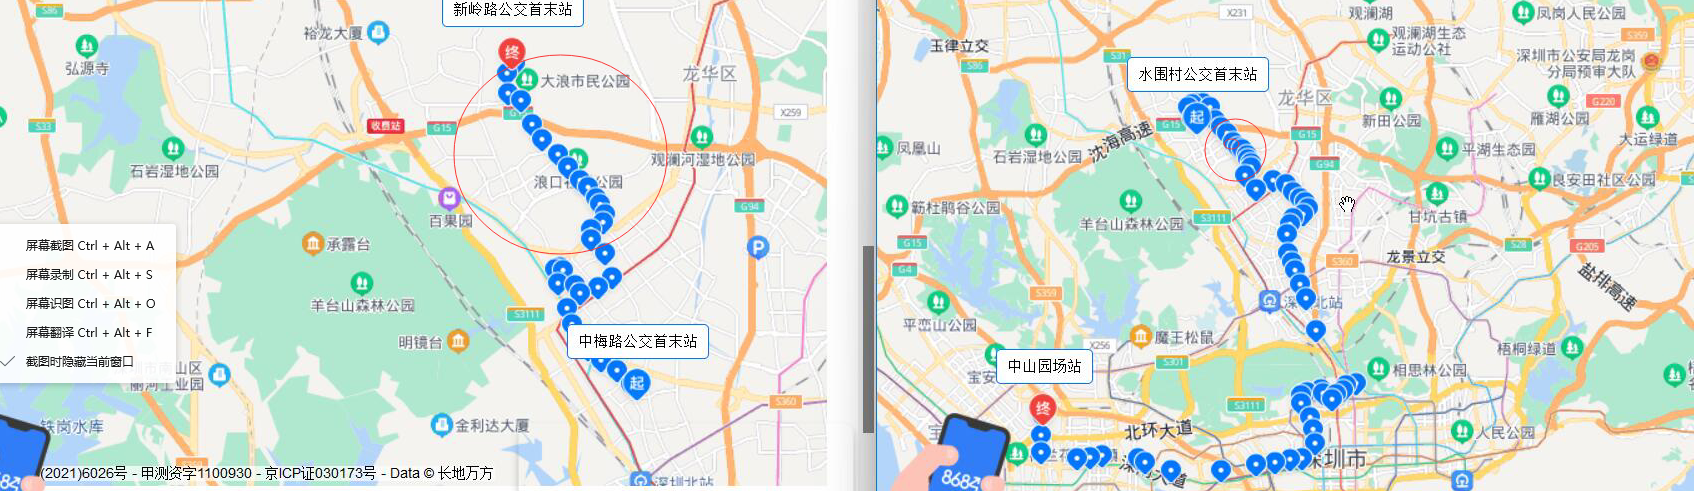 S86
新岭路公交首末站
裕龙大厦
弘源寺
终
大浪市民公园
龙华区
S33
收费站
G15
X259
石岩湿地公园
观澜河湿地公园
百果园
G94
承露台
P
屏幕截图 Ctrl + Alt + A
屏幕录制 Ctrl + Alt + S
屏幕识图 Ctrl + Alt + O
屏幕翻译 Ctrl + Alt + F
截图时隐藏当前窗口
羊台山森林公园
S3111
明镜台
中梅路公交首末站
起
S360
金利达大厦
铁岗水库
(2021)6026号 - 甲测资字1100930 - 京ICP证030173号 - Data © 长地万方
深圳北站
868
X231
观澜湖
凤岗人民公园
玉律立交
观澜湖生态
运动公社
S359
深圳市公安局龙岗
分局预审大队
S86
S31
水围村公交首末站
龙华区
G220
新田公园
雁湖公园
大运绿道
起
G15
G15
沈海高速
凤凰山
石岩湿地公园
G94
平湖生态园
良安田社区公园
簕杜鹃谷公园
羊台山森林公园
S3111
甘坑古镇
G15
S28
G205
G4
S360
龙景立交
盐排高速
S359
平峦山公园
深圳北站
魔王松鼠
X256
梧桐绿道
中山园场站
S301
相思林公园
终
S3111
北环大道
人民公园
深圳市
868